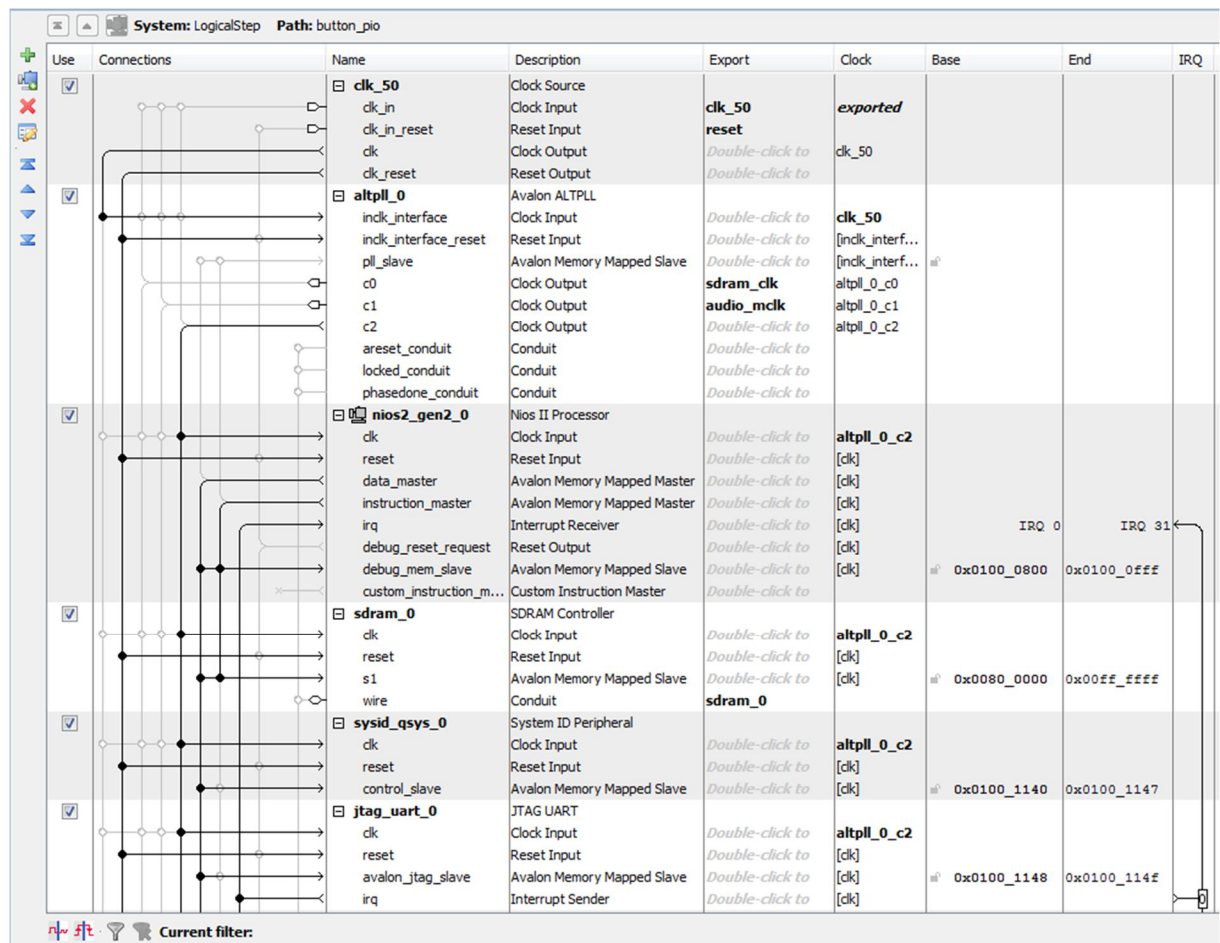 System: LogicalStep Path: button_pio
Use Connections Name Description Export Clock Base End IRQ
clk_50 Clock Source
clk_in Clock Input clk_50 exported
clk_in_reset Reset Input reset
clk Clock Output Double-click to clk_50
clk_reset Reset Output Double-click to
altpll_0 Avalon ALTPLL
inclk_interface Clock Input Double-click to clk_50
inclk_interface_reset Reset Input Double-click to [inclk_interf...
pll_slave Avalon Memory Mapped Slave Double-click to [inclk_interf...
c0 Clock Output sdram_clk altpll_0_c0
c1 Clock Output audio_mclk altpll_0_c1
c2 Clock Output Double-click to altpll_0_c2
areset_conduit Conduit Double-click to
locked_conduit Conduit Double-click to
phasedone_conduit Conduit Double-click to
nios2_gen2_0 Nios II Processor
clk Clock Input Double-click to altpll_0_c2
reset Reset Input Double-click to [clk]
data_master Avalon Memory Mapped Master Double-click to [clk]
instruction_master Avalon Memory Mapped Master Double-click to [clk]
irq Interrupt Receiver Double-click to [clk] IRQ 0 IRQ 31
debug_reset_request Reset Output Double-click to [clk]
debug_mem_slave Avalon Memory Mapped Slave Double-click to [clk] 0x0100_0800 0x0100_0fff
custom_instruction_m... Custom Instruction Master Double-click to
sdram_0 SDRAM Controller
clk Clock Input Double-click to altpll_0_c2
reset Reset Input Double-click to [clk]
s1 Avalon Memory Mapped Slave Double-click to [clk] 0x0080_0000 0x00ff_ffff
wire Conduit sdram_0
sysid_qsys_0 System ID Peripheral
clk Clock Input Double-click to altpll_0_c2
reset Reset Input Double-click to [clk]
control_slave Avalon Memory Mapped Slave Double-click to [clk] 0x0100_1140 0x0100_1147
jtag_uart_0 JTAG UART
clk Clock Input Double-click to altpll_0_c2
reset Reset Input Double-click to [clk]
avalon_jtag_slave Avalon Memory Mapped Slave Double-click to [clk] 0x0100_1148 0x0100_114f
irq Interrupt Sender Double-click to [clk] 0
Current filter: